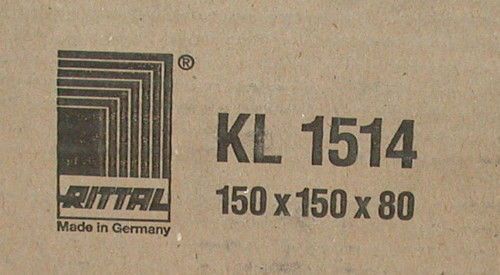 ®
KL 1514
RITTAL
150 x 150 x 80
Made in Germany